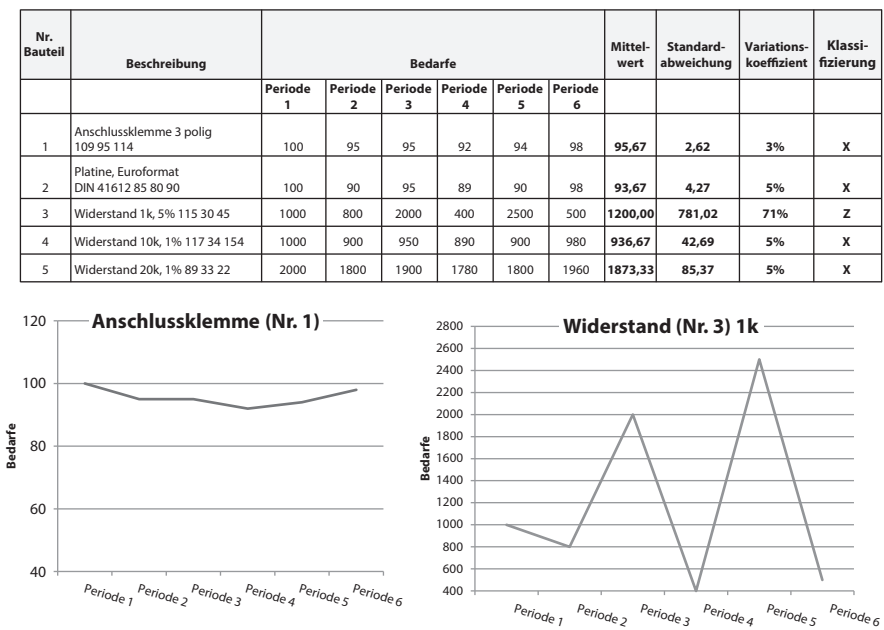 Nr. Bauteil Beschreibung Bedarfe Mittel-wert Standard-abweichung Variations-koeffizient Klassi-fizierung
Periode 1 Periode 2 Periode 3 Periode 4 Periode 5 Periode 6
1 Anschlussklemme 3 polig
109 95 114 100 95 95 92 94 98 95,67 2,62 3% X
2 Platine, Euroformat
DIN 41612 85 80 90 100 90 95 89 90 98 93,67 4,27 5% X
3 Widerstand 1k, 5% 115 30 45 1000 800 2000 400 2500 500 1200,00 781,02 71% Z
4 Widerstand 10k, 1% 117 34 154 1000 900 950 890 900 980 936,67 42,69 5% X
5 Widerstand 20k, 1% 89 33 22 2000 1800 1900 1780 1800 1960 1873,33 85,37 5% X
Anschlussklemme (Nr. 1)
Bedarfe
120
100
80
60
40
Periode 1 Periode 2 Periode 3 Periode 4 Periode 5 Periode 6
Widerstand (Nr. 3) 1k
Bedarfe
2800
2600
2400
2200
2000
1800
1600
1400
1200
1000
800
600
400
Periode 1 Periode 2 Periode 3 Periode 4 Periode 5 Periode 6